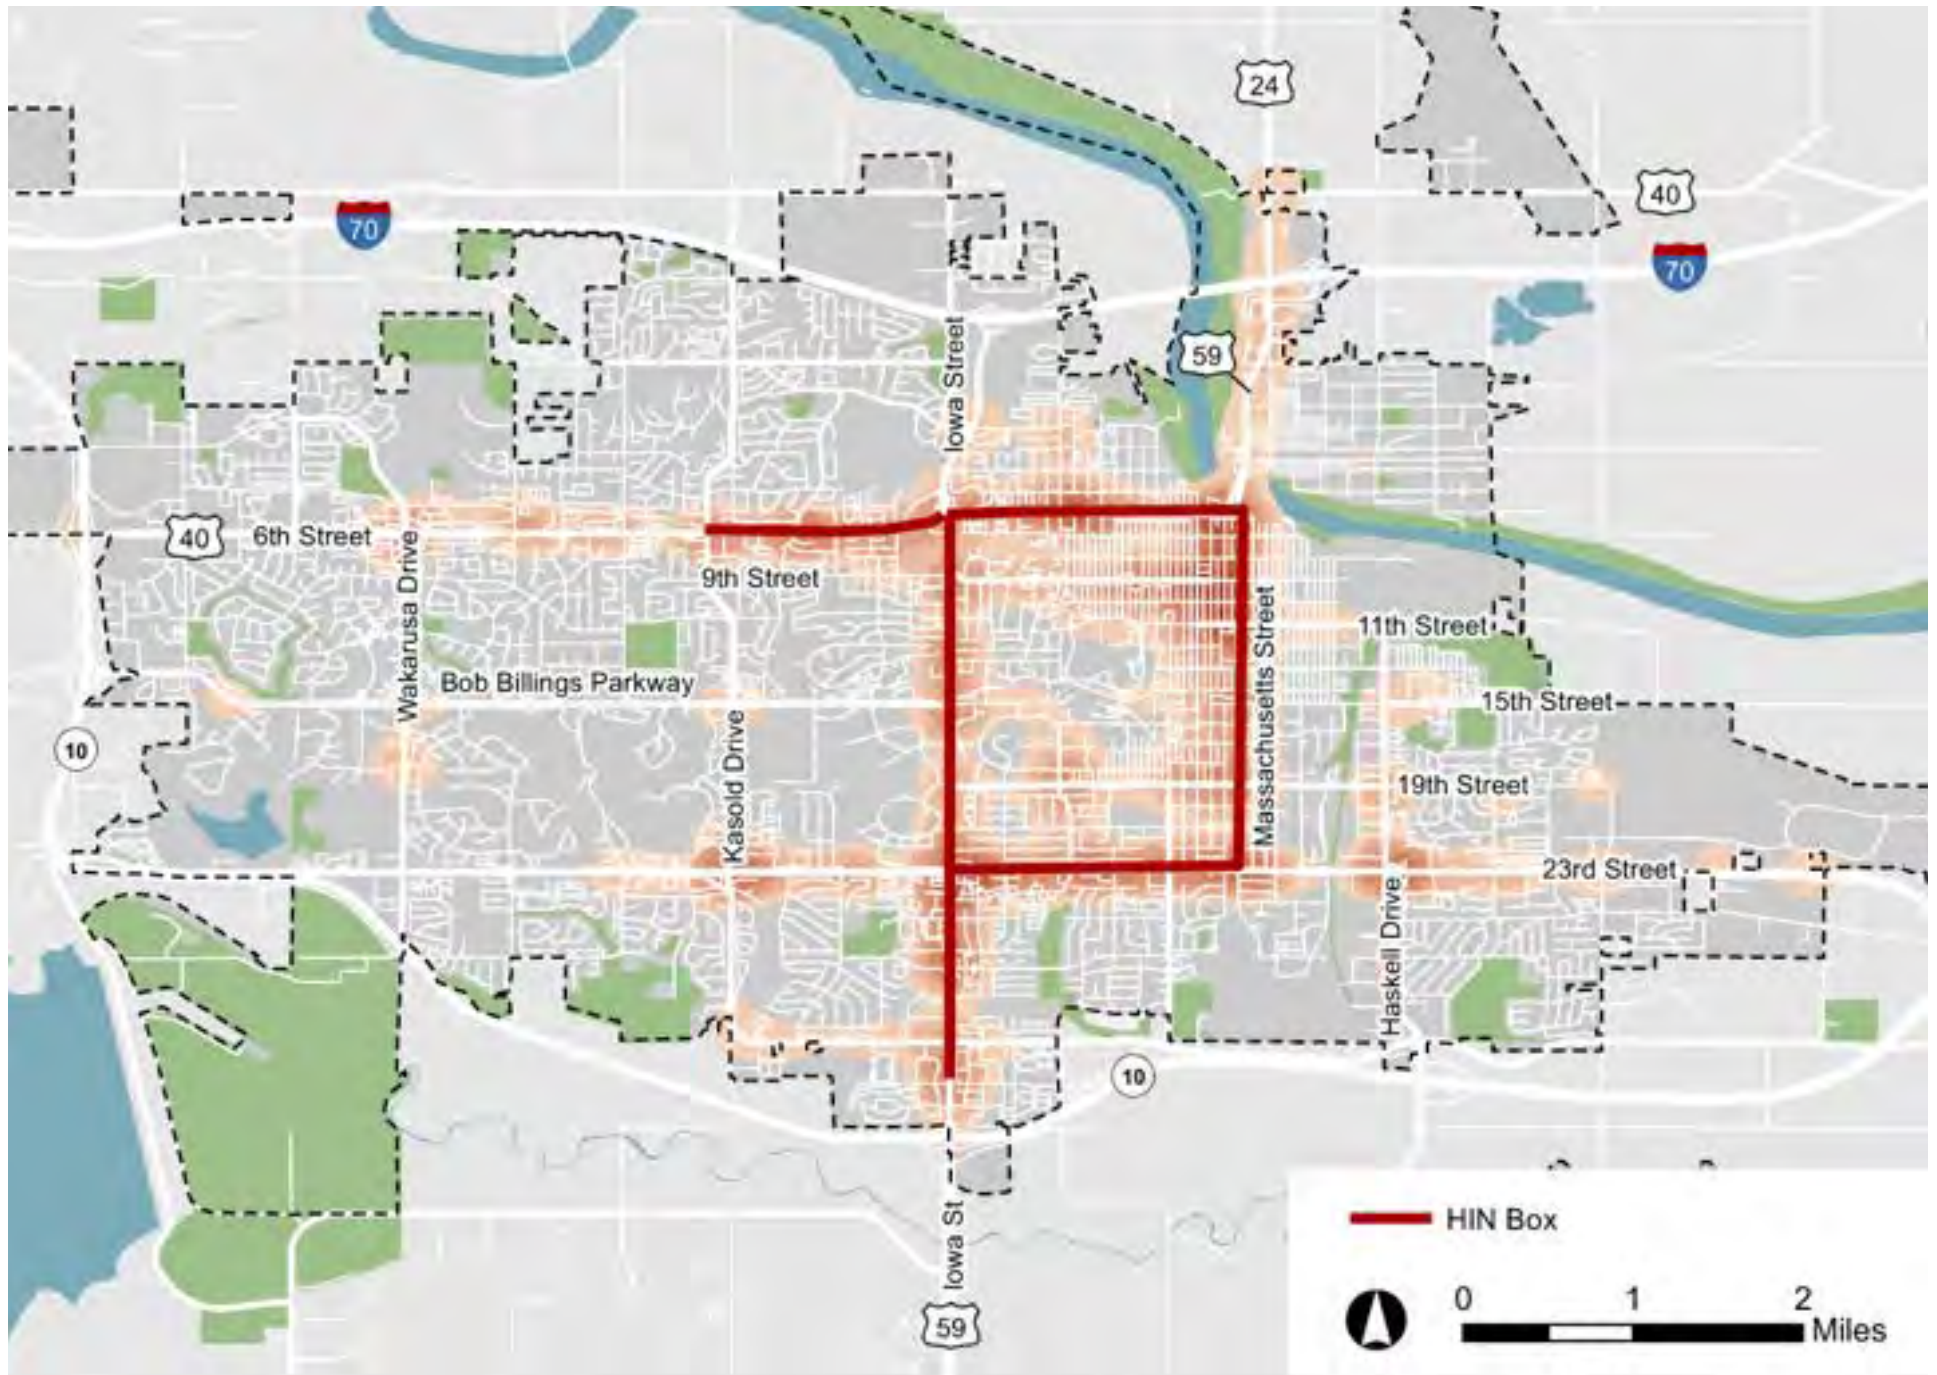 24
40
70
70
Iowa Street
59
40
6th Street
Wakarusa Drive
9th Street
Massachusetts Street
11th Street
Bob Billings Parkway
15th Street
10
Kasold Drive
19th Street
23rd Street
Haskell Drive
10
Iowa St
59
HIN Box
0 1 2
Miles